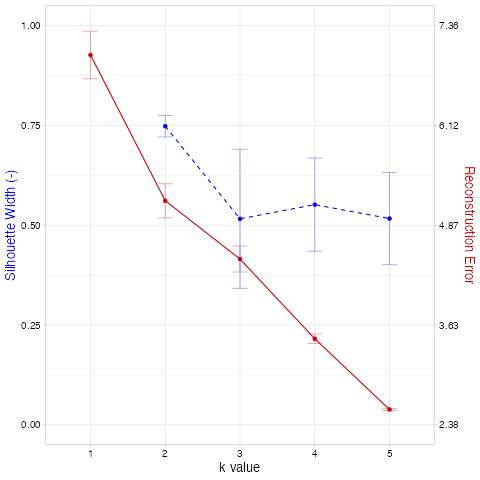 1.00
0.75
0.50
0.25
0.00
Silhouette Width (-)
7.36
6.12
4.87
3.63
2.38
Reconstruction Error
1 2 3 4 5
k value